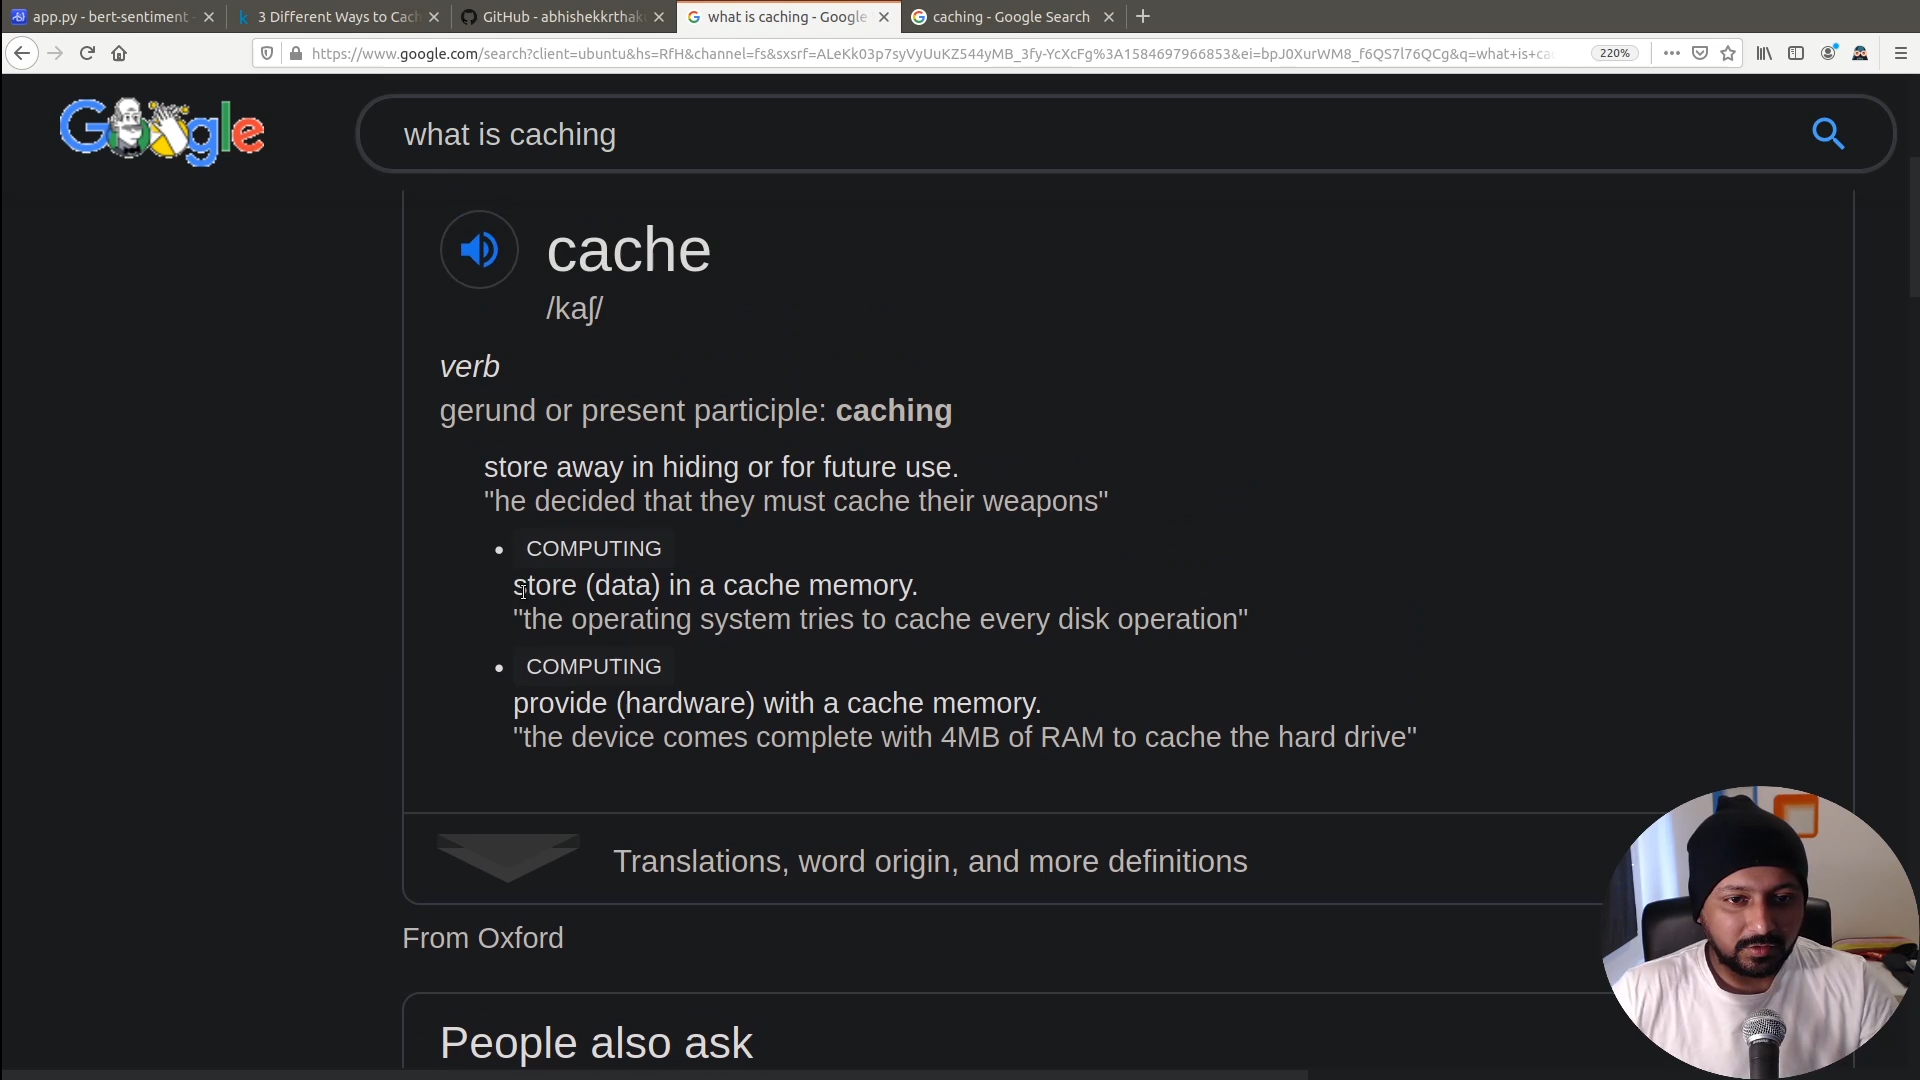 app.py - bert-sentiment
3 Different Ways to Cach
GitHub - abhishekkrthak
what is caching - Google
caching - Google Search
https://www.google.com/search?client=ubuntu&hs=RfH&channel=fs&sxsrf=ALeKk03p7syVyUuKZ544yMB_3fy-YcXcFg%3A1584697966853&ei=bpJ0XurWM8_f6QS7l76QCg&q=what+is+ca
220%
Google
what is caching
cache
/kaʃ/
verb
gerund or present participle: caching
store away in hiding or for future use.
"he decided that they must cache their weapons"
• COMPUTING
store (data) in a cache memory.
"the operating system tries to cache every disk operation"
• COMPUTING
provide (hardware) with a cache memory.
"the device comes complete with 4MB of RAM to cache the hard drive"
Translations, word origin, and more definitions
From Oxford
People also ask